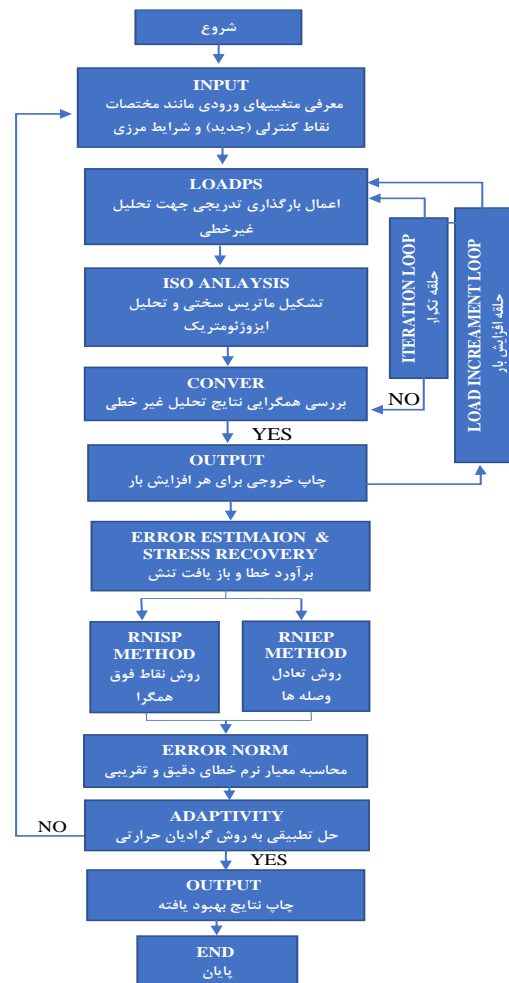 شروع
INPUT
معرفی متغییهای ورودی مانند مختصات
نقاط کنترلی (جدید) و شرایط مرزی
LOADPS
اعمال بارگذاری تدریجی جهت تحلیل
غیرخطی
ITERATION LOOP
حلقه تکرار
LOAD INCREAMENT LOOP
حلقه افزایش بار
ISO ANLAYSIS
تشکیل ماتریس سختی و تحلیل
ایزوژئومتریک
CONVER
بررسی همگرایی نتایج تحلیل غیر خطی
NO
YES
OUTPUT
چاپ خروجی برای هر افزایش بار
ERROR ESTIMAION &
STRESS RECOVERY
برآورد خطا و باز یافت تنش
RNISP
METHOD
روش نقاط فوق
همگرا
RNIEP
METHOD
روش تعادل
وصله ها
ERROR NORM
محاسبه معیار نرم خطای دقیق و تقریبی
ADAPTIVITY
حل تطبیقی به روش گرادیان حرارتی
NO
YES
OUTPUT
چاپ نتایج بهبود یافته
END
پایان